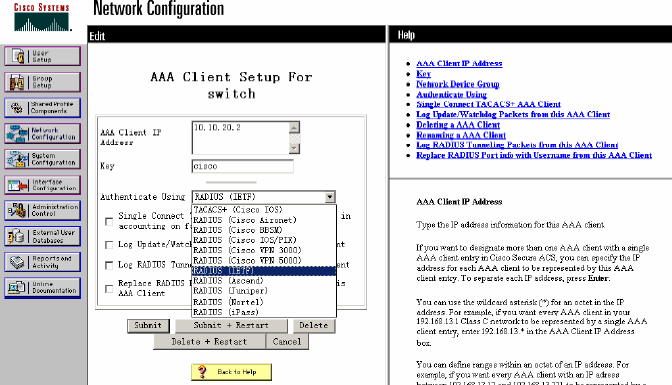 CISCO SYSTEMS
Network Configuration
User
Setup
Group
Setup
Shared Profile
Components
Network
Configuration
System
Configuration
Interface
Configuration
Administration
Control
External User
Databases
Reports and
Activity
Online
Documentation
Edit
AAA Client Setup For
switch
AAA Client IP
Address
10.10.20.2
Key
cisco
Authenticate Using
RADIUS (IETF)
TACACS+ (Cisco IOS)
RADIUS (Cisco Aironet)
RADIUS (Cisco BBSM)
RADIUS (Cisco IOS/PIX)
RADIUS (Cisco VPN 3000)
RADIUS (Cisco VPN 5000)
RADIUS (IETF)
RADIUS (Ascend)
RADIUS (Juniper)
RADIUS (Nortel)
RADIUS (iPass)
Single Connect in
accounting on f
Log Update/Watc nt
Log RADIUS Tunne ent
Replace RADIUS is
AAA Client
Submit
Submit + Restart
Delete
Delete + Restart
Cancel
? Back to Help
Help
AAA Client IP Address
Key
Network Device Group
Authenticate Using
Single Connect TACACS+ AAA Client
Log Update/Watchdog Packets from this AAA Client
Deleting a AAA Client
Renaming a AAA Client
Log RADIUS Tunneling Packets from this AAA Client
Replace RADIUS Port info with Username from this AAA Client
AAA Client IP Address
Type the IP address information for this AAA client.
If you want to designate more than one AAA client with a single
AAA client entry in Cisco Secure ACS, you can specify the IP
address for each AAA client to be represented by this AAA
client entry. To separate each IP address, press Enter.
You can use the wildcard asterisk (*) for an octet in the IP
address. For example, if you want every AAA client in your
192.168.13.1 Class C network to be represented by a single AAA
client entry, enter 192.168.13.* in the AAA Client IP Address
box.
You can define ranges within an octet of an IP address. For
example, if you want every AAA client with an IP adress